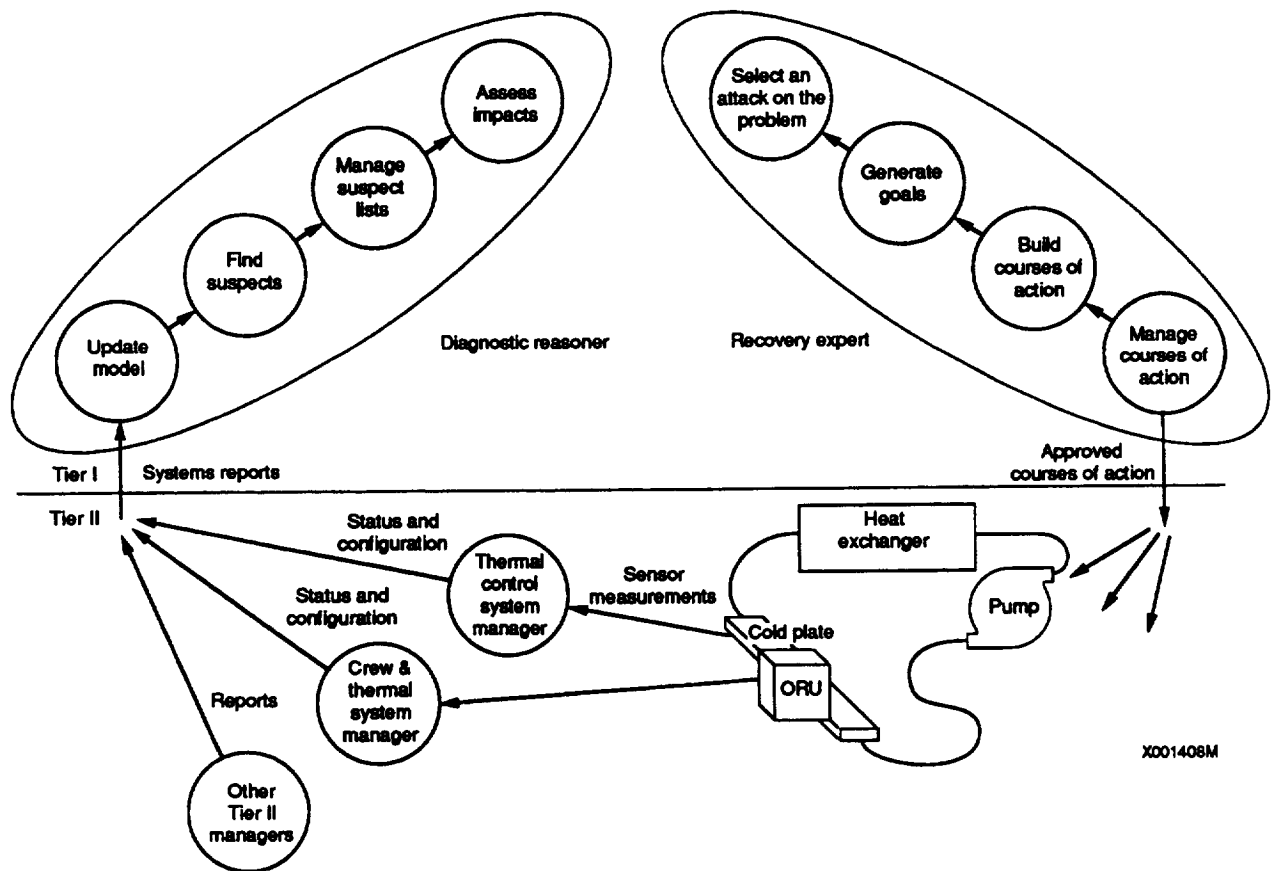 Assess
impacts
Manage
suspect
lists
Find
suspects
Update
model
Diagnostic reasoner
Select an
attack on the
problem
Generate
goals
Build
courses of
action
Manage
courses of
action
Recovery expert
Tier I
Systems reports
Approved
courses of action
Tier II
Status and
configuration
Thermal
control
system
manager
Sensor
measurements
Heat
exchanger
Pump
Cold plate
ORU
Status and
configuration
Crew &
thermal
system
manager
Reports
Other
Tier II
managers
X001408M